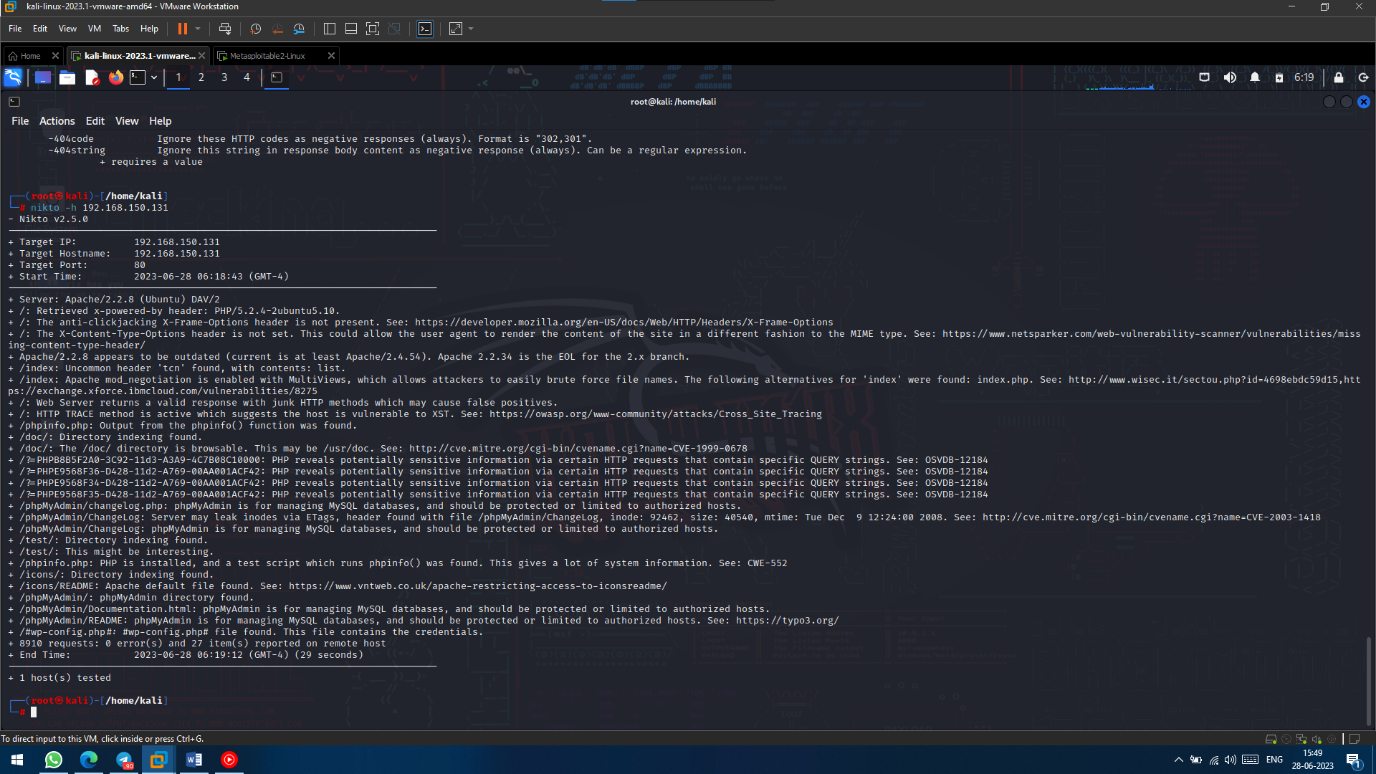 kali-linux-2023.1-vmware-amd64 - VMware Workstation
File Edit View VM Tabs Help
Home kali-linux-2023.1-vmware... Metasploitable2-Linux
1 2 3 4 6:19
root@kali: /home/kali
File Actions Edit View Help
-404code Ignore these HTTP codes as negative responses (always). Format is "302,301".
-404string Ignore this string in response body content as negative response (always). Can be a regular expression.
+ requires a value
(root㉿kali)-[/home/kali]
# nikto -h 192.168.150.131
- Nikto v2.5.0
+ Target IP: 192.168.150.131
+ Target Hostname: 192.168.150.131
+ Target Port: 80
+ Start Time: 2023-06-28 06:18:43 (GMT-4)
+ Server: Apache/2.2.8 (Ubuntu) DAV/2
+ /: Retrieved x-powered-by header: PHP/5.2.4-2ubuntu5.10.
+ /: The anti-clickjacking X-Frame-Options header is not present. See: https://developer.mozilla.org/en-US/docs/Web/HTTP/Headers/X-Frame-Options
+ /: The X-Content-Type-Options header is not set. This could allow the user agent to render the content of the site in a different fashion to the MIME type. See: https://www.netsparker.com/web-vulnerability-scanner/vulnerabilities/miss
ing-content-type-header/
+ Apache/2.2.8 appears to be outdated (current is at least Apache/2.4.54). Apache 2.2.34 is the EOL for the 2.x branch.
+ /index: Uncommon header 'tcn' found, with contents: list.
+ /index: Apache mod_negotiation is enabled with MultiViews, which allows attackers to easily brute force file names. The following alternatives for 'index' were found: index.php. See: http://www.wisec.it/sectou.php?id=4698ebdc59d15,http
s://exchange.xforce.ibmcloud.com/vulnerabilities/8275
+ /: Web Server returns a valid response with junk HTTP methods which may cause false positives.
+ /: HTTP TRACE method is active which suggests the host is vulnerable to XST. See: https://owasp.org/www-community/attacks/Cross_Site_Tracing
+ /phpinfo.php: Output from the phpinfo() function was found.
+ /doc/: Directory indexing found.
+ /doc/: The /doc/ directory is browsable. This may be /usr/doc. See: http://cve.mitre.org/cgi-bin/cvename.cgi?name=CVE-1999-0678
+ /?=PHPB8B5F2A0-3C92-11d3-A3A9-4C7B08C10000: PHP reveals potentially sensitive information via certain HTTP requests that contain specific QUERY strings. See: OSVDB-12184
+ /?=PHPE9568F36-D428-11d2-A769-00AA001ACF42: PHP reveals potentially sensitive information via certain HTTP requests that contain specific QUERY strings. See: OSVDB-12184
+ /?=PHPE9568F34-D428-11d2-A769-00AA001ACF42: PHP reveals potentially sensitive information via certain HTTP requests that contain specific QUERY strings. See: OSVDB-12184
+ /?=PHPE9568F35-D428-11d2-A769-00AA001ACF42: PHP reveals potentially sensitive information via certain HTTP requests that contain specific QUERY strings. See: OSVDB-12184
+ /phpMyAdmin/changelog.php: phpMyAdmin is for managing MySQL databases, and should be protected or limited to authorized hosts.
+ /phpMyAdmin/ChangeLog: Server may leak inodes via ETags, header found with file /phpMyAdmin/ChangeLog, inode: 92462, size: 40540, mtime: Tue Dec  9 12:24:00 2008. See: http://cve.mitre.org/cgi-bin/cvename.cgi?name=CVE-2003-1418
+ /phpMyAdmin/ChangeLog: phpMyAdmin is for managing MySQL databases, and should be protected or limited to authorized hosts.
+ /test/: Directory indexing found.
+ /test/: This might be interesting.
+ /phpinfo.php: PHP is installed, and a test script which runs phpinfo() was found. This gives a lot of system information. See: CWE-552
+ /icons/: Directory indexing found.
+ /icons/README: Apache default file found. See: https://www.vntweb.co.uk/apache-restricting-access-to-iconsreadme/
+ /phpMyAdmin/: phpMyAdmin directory found.
+ /phpMyAdmin/Documentation.html: phpMyAdmin is for managing MySQL databases, and should be protected or limited to authorized hosts.
+ /phpMyAdmin/README: phpMyAdmin is for managing MySQL databases, and should be protected or limited to authorized hosts. See: https://typo3.org/
+ /#wp-config.php#: #wp-config.php# file found. This file contains the credentials.
+ 8910 requests: 0 error(s) and 27 item(s) reported on remote host
+ End Time: 2023-06-28 06:19:12 (GMT-4) (29 seconds)
+ 1 host(s) tested
(root㉿kali)-[/home/kali]
#
To direct input to this VM, click inside or press Ctrl+G.
ENG 15:49
28-06-2023